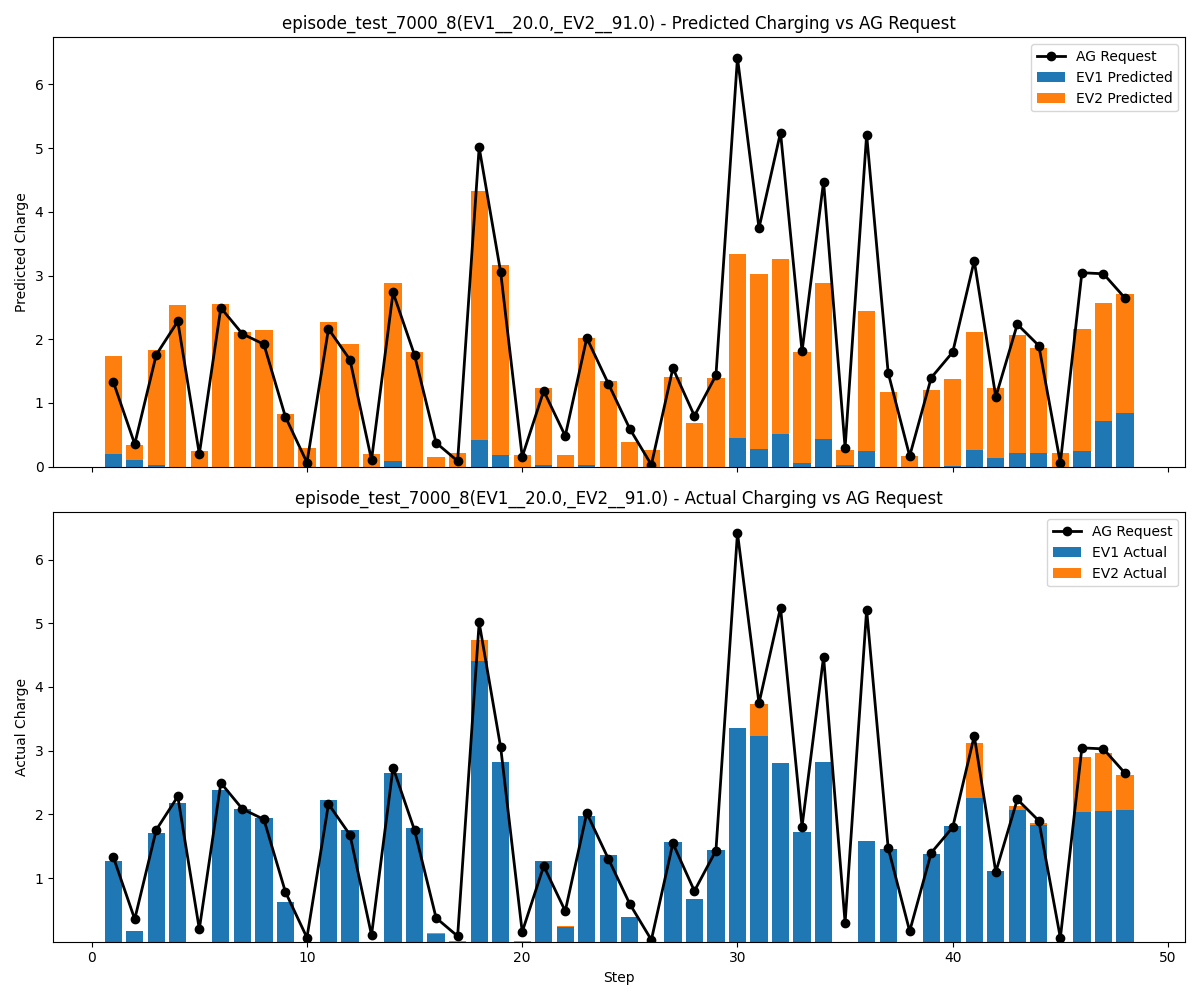 episode_test_7000_8(EV1__20.0,_EV2__91.0) - Predicted Charging vs AG Request
AG Request
EV1 Predicted
EV2 Predicted
6
5
4
3
2
1
0
Predicted Charge
episode_test_7000_8(EV1__20.0,_EV2__91.0) - Actual Charging vs AG Request
AG Request
EV1 Actual
EV2 Actual
6
5
4
3
2
1
Actual Charge
0 10 20 30 40 50
Step